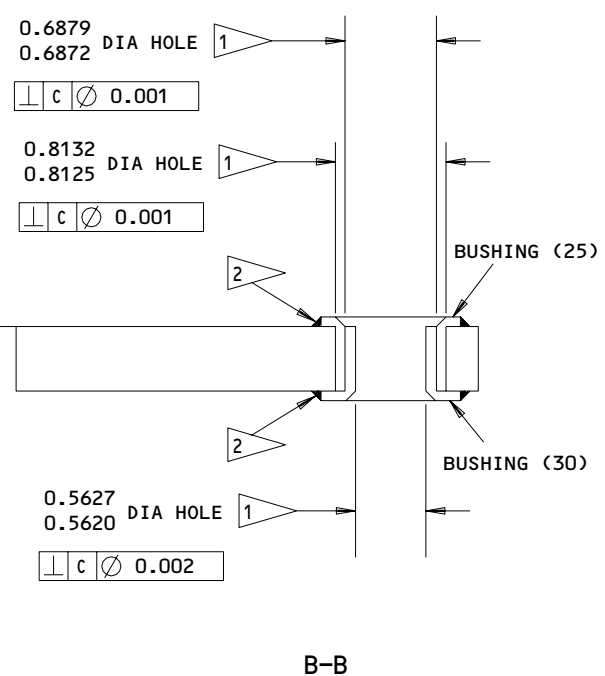 0.6879
0.6872 DIA HOLE 1
⊥ C ∅ 0.001
0.8132
0.8125 DIA HOLE 1
⊥ C ∅ 0.001
2
BUSHING (25)
2
BUSHING (30)
0.5627
0.5620 DIA HOLE 1
⊥ C ∅ 0.002
B-B